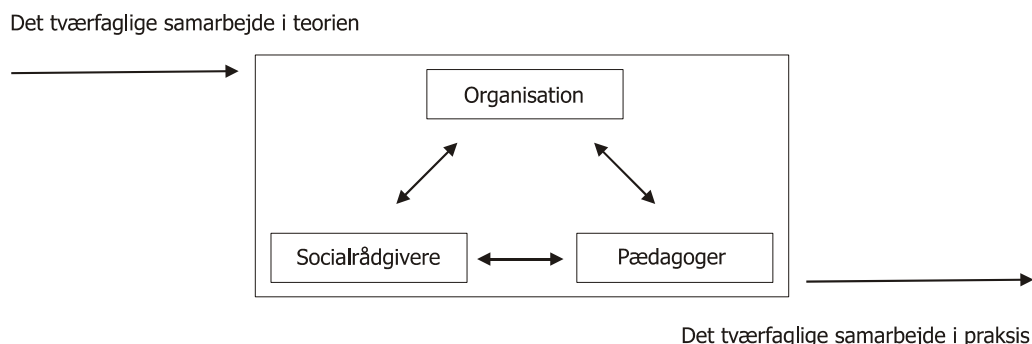 Det tværfaglige samarbejde i teorien
Organisation
Socialrådgivere
Pædagoger
Det tværfaglige samarbejde i praksis